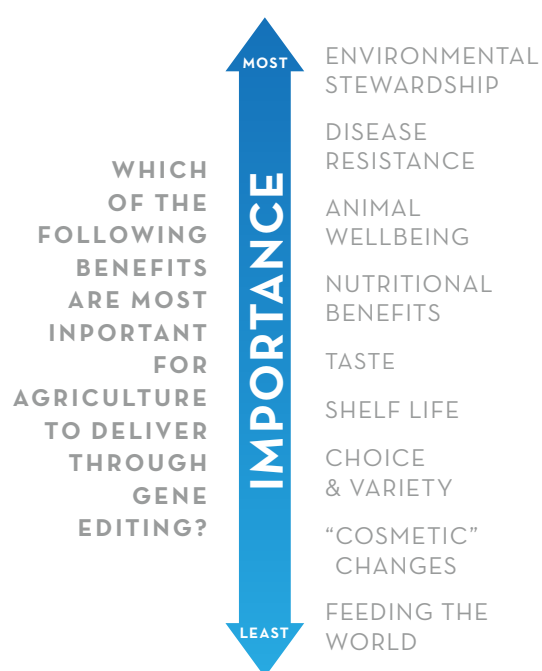 WHICH
OF THE
FOLLOWING
BENEFITS
ARE MOST
INPORTANT
FOR
AGRICULTURE
TO DELIVER
THROUGH
GENE
EDITING?
MOST
IMPORTANCE
LEAST
ENVIRONMENTAL
STEWARDSHIP
DISEASE
RESISTANCE
ANIMAL
WELLBEING
NUTRITIONAL
BENEFITS
TASTE
SHELF LIFE
CHOICE
& VARIETY
“COSMETIC”
CHANGES
FEEDING THE
WORLD